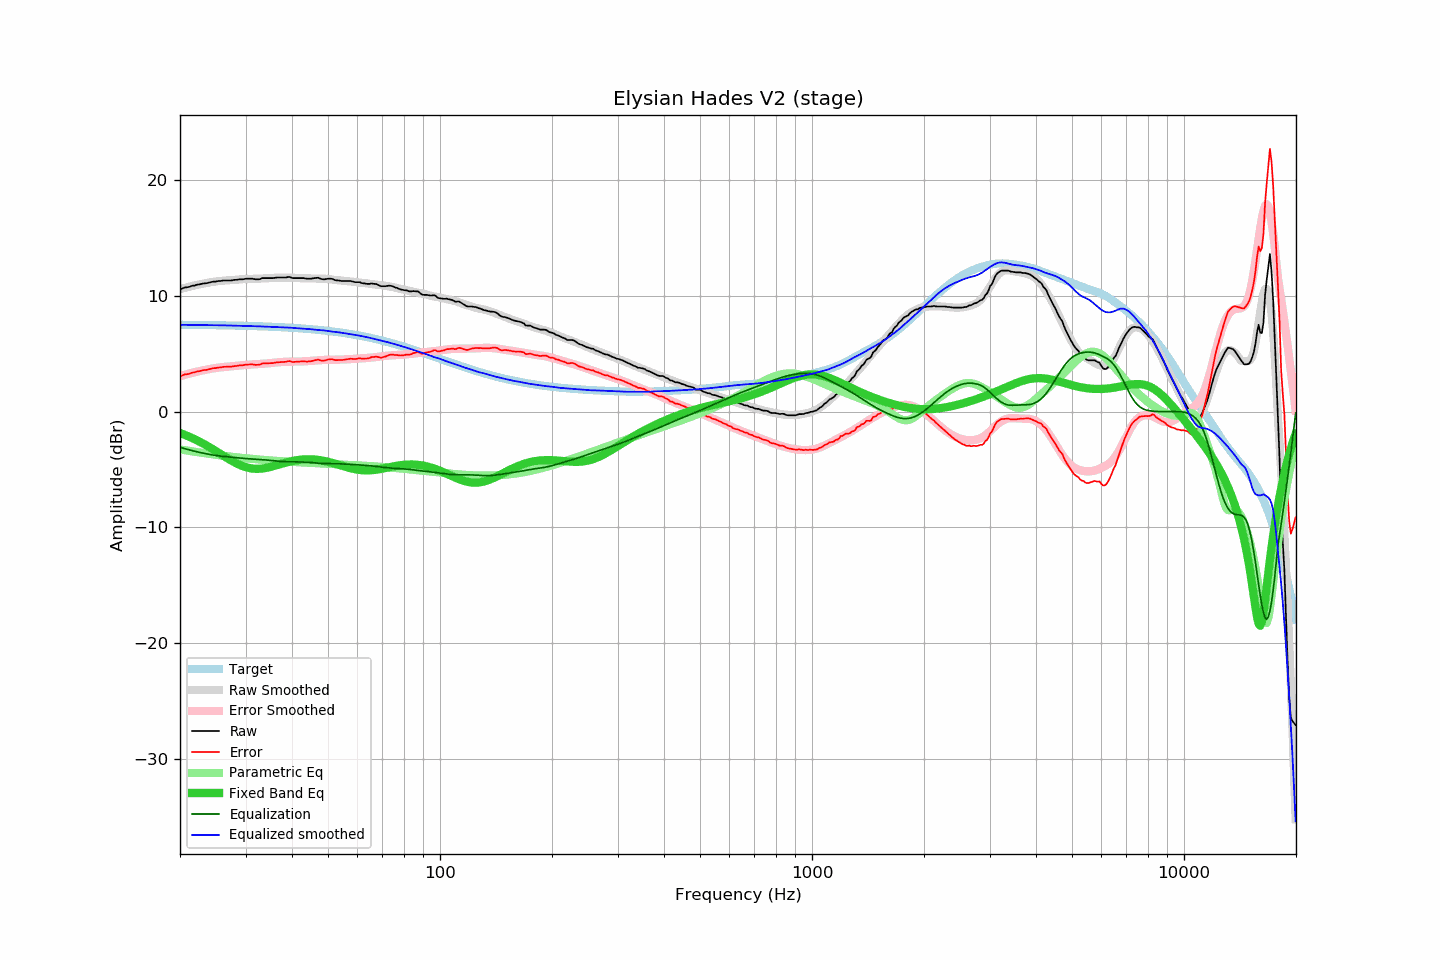 Elysian Hades V2 (stage)
20
10
0
−10
−20
−30
Amplitude (dBr)
Target
Raw Smoothed
Error Smoothed
Raw
Error
Parametric Eq
Fixed Band Eq
Equalization
Equalized smoothed
100
1000
10000
Frequency (Hz)